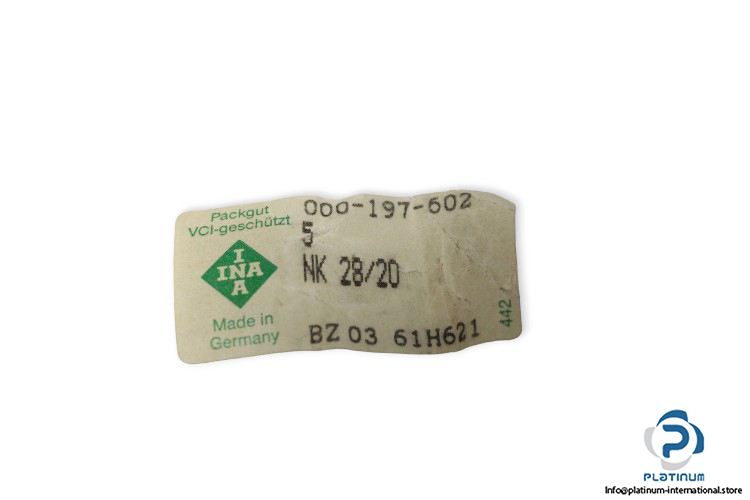 Packgut
VCI-geschützt
I
INA
A
Made in
Germany
000-197-602
5
NK 28/20
BZ 03 61H621
442 /
PLATINUM
Info@platinum-international.store